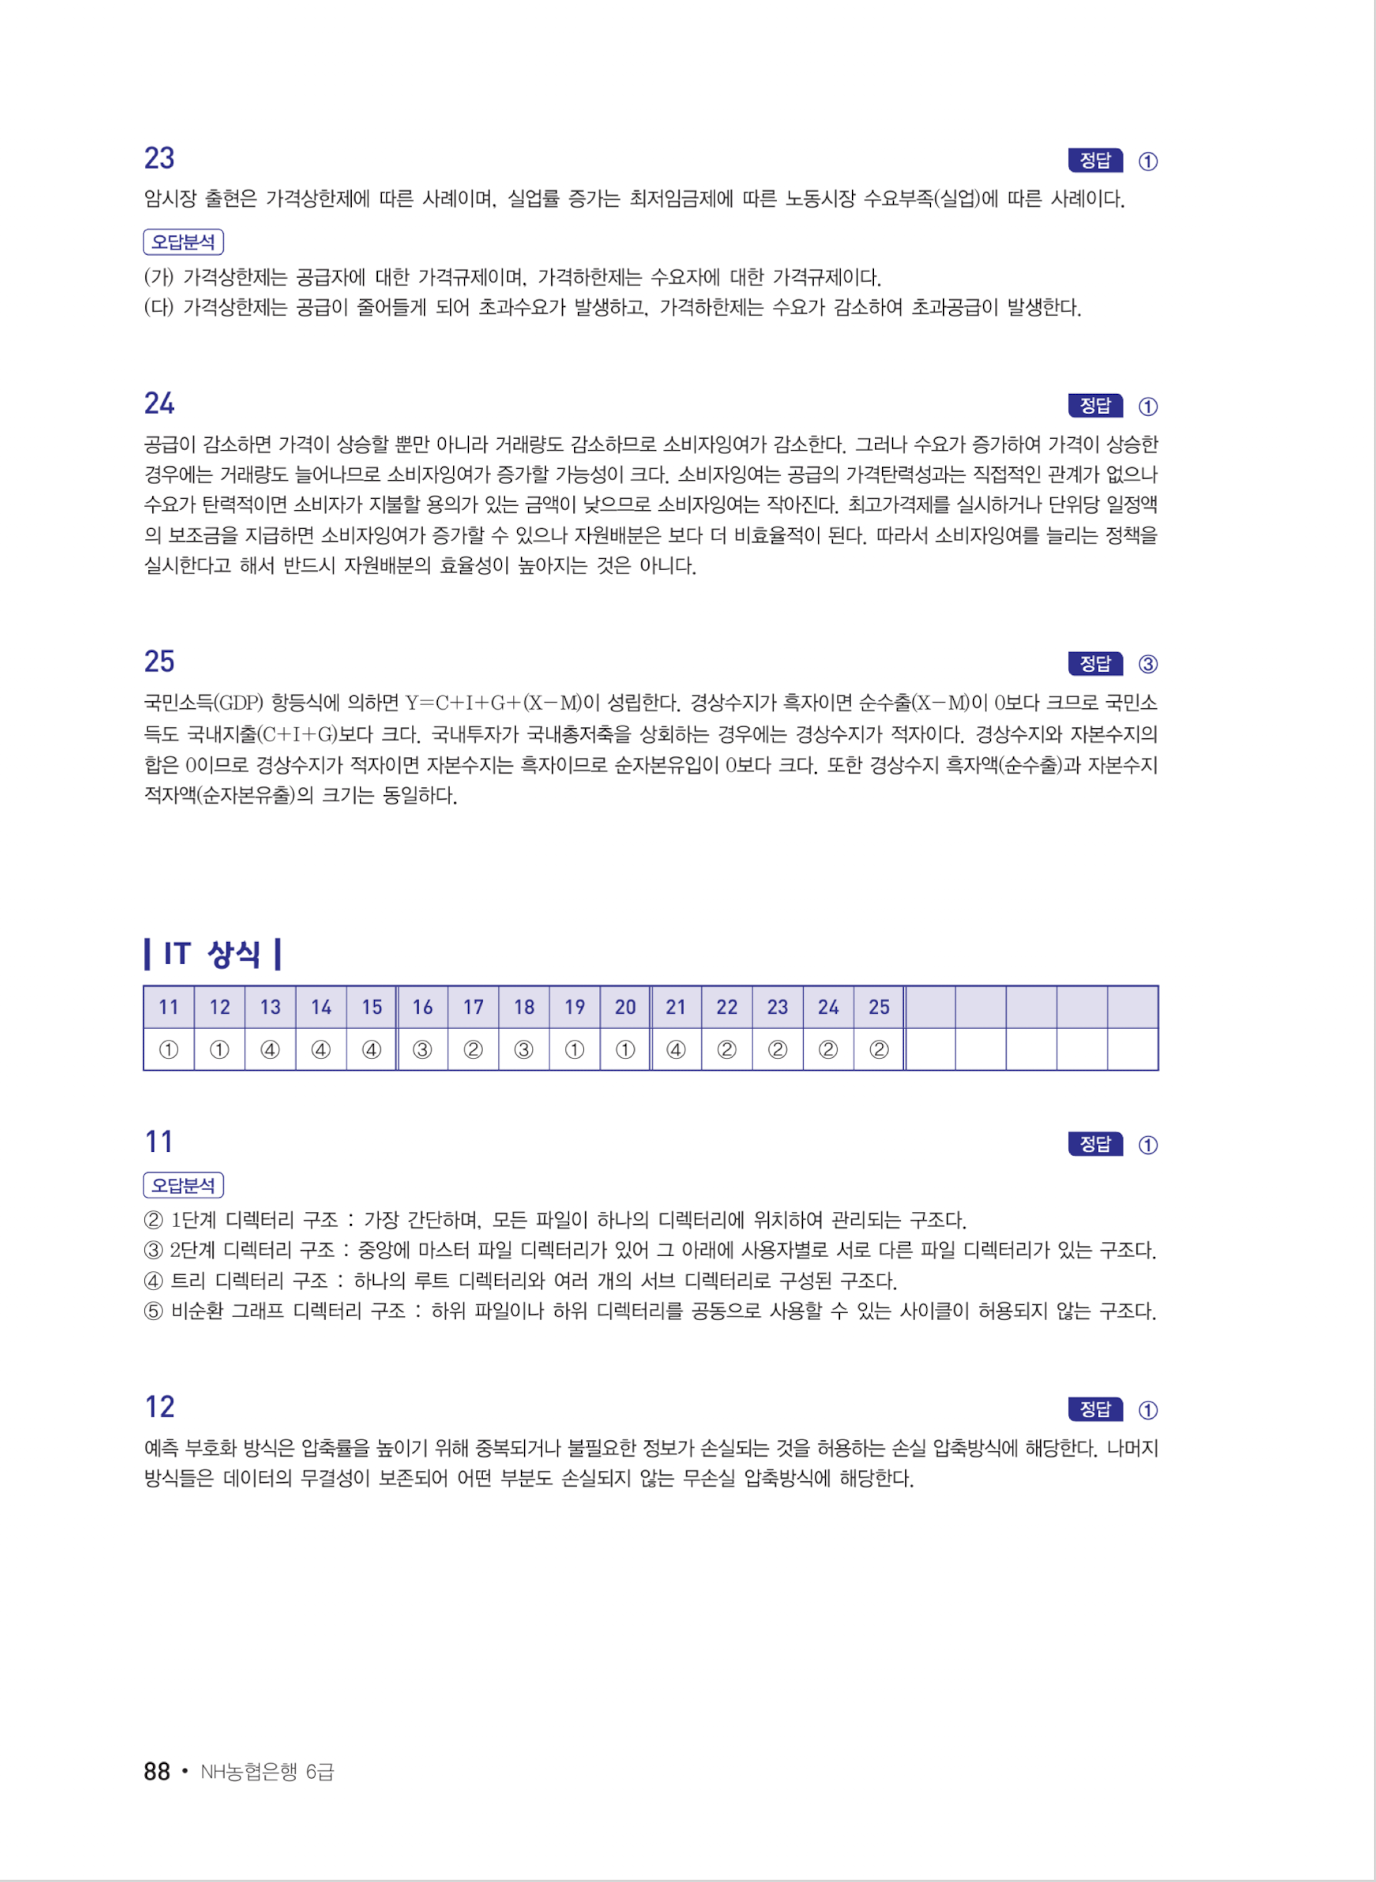 23
정답 ①
암시장 출현은 가격상한제에 따른 사례이며, 실업률 증가는 최저임금제에 따른 노동시장 수요부족(실업)에 따른 사례이다.
오답분석
(가) 가격상한제는 공급자에 대한 가격규제이며, 가격하한제는 수요자에 대한 가격규제이다.
(다) 가격상한제는 공급이 줄어들게 되어 초과수요가 발생하고, 가격하한제는 수요가 감소하여 초과공급이 발생한다.
24
정답 ①
공급이 감소하면 가격이 상승할 뿐만 아니라 거래량도 감소하므로 소비자잉여가 감소한다. 그러나 수요가 증가하여 가격이 상승한
경우에는 거래량도 늘어나므로 소비자잉여가 증가할 가능성이 크다. 소비자잉여는 공급의 가격탄력성과는 직접적인 관계가 없으나
수요가 탄력적이면 소비자가 지불할 용의가 있는 금액이 낮으므로 소비자잉여는 작아진다. 최고가격제를 실시하거나 단위당 일정액
의 보조금을 지급하면 소비자잉여가 증가할 수 있으나 자원배분은 보다 더 비효율적이 된다. 따라서 소비자잉여를 늘리는 정책을
실시한다고 해서 반드시 자원배분의 효율성이 높아지는 것은 아니다.
25
정답 ③
국민소득(GDP) 항등식에 의하면 Y=C+I+G+(X-M)이 성립한다. 경상수지가 흑자이면 순수출(X-M)이 0보다 크므로 국민소
득도 국내지출(C+I+G)보다 크다. 국내투자가 국내총저축을 상회하는 경우에는 경상수지가 적자이다. 경상수지와 자본수지의
합은 0이므로 경상수지가 적자이면 자본수지는 흑자이므로 순자본유입이 0보다 크다. 또한 경상수지 흑자액(순수출)과 자본수지
적자액(순자본유출)의 크기는 동일하다.
IT 상식
11 12 13 14 15 16 17 18 19 20 21 22 23 24 25
① ① ④ ④ ④ ③ ② ③ ① ① ④ ② ② ② ②
11
정답 ①
오답분석
② 1단계 디렉터리 구조 : 가장 간단하며, 모든 파일이 하나의 디렉터리에 위치하여 관리되는 구조다.
③ 2단계 디렉터리 구조 : 중앙에 마스터 파일 디렉터리가 있어 그 아래에 사용자별로 서로 다른 파일 디렉터리가 있는 구조다.
④ 트리 디렉터리 구조 : 하나의 루트 디렉터리와 여러 개의 서브 디렉터리로 구성된 구조다.
⑤ 비순환 그래프 디렉터리 구조 : 하위 파일이나 하위 디렉터리를 공동으로 사용할 수 있는 사이클이 허용되지 않는 구조다.
12
정답 ①
예측 부호화 방식은 압축률을 높이기 위해 중복되거나 불필요한 정보가 손실되는 것을 허용하는 손실 압축방식에 해당한다. 나머지
방식들은 데이터의 무결성이 보존되어 어떤 부분도 손실되지 않는 무손실 압축방식에 해당한다.
88 • NH농협은행 6급